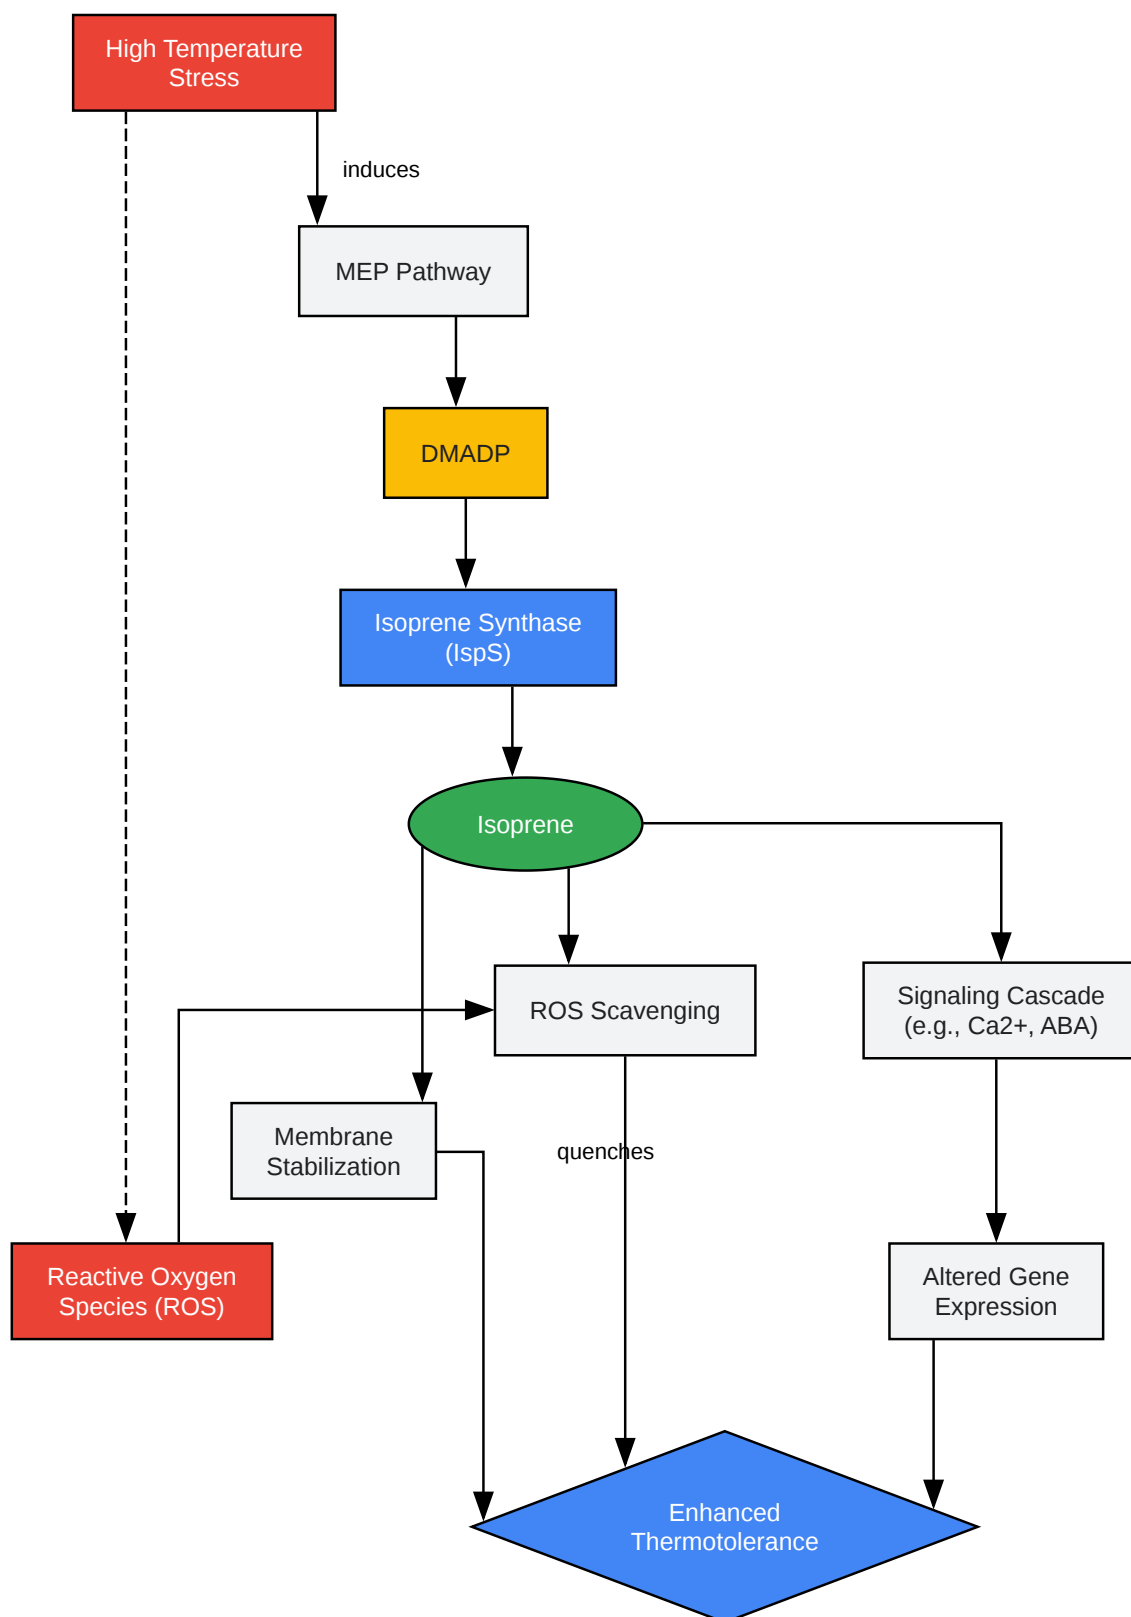 High Temperature
Stress
induces
MEP Pathway
DMADP
Isoprene Synthase
(IspS)
Isoprene
ROS Scavenging
Signaling Cascade
(e.g., Ca2+, ABA)
Membrane
Stabilization
quenches
Reactive Oxygen
Species (ROS)
Altered Gene
Expression
Enhanced
Thermotolerance